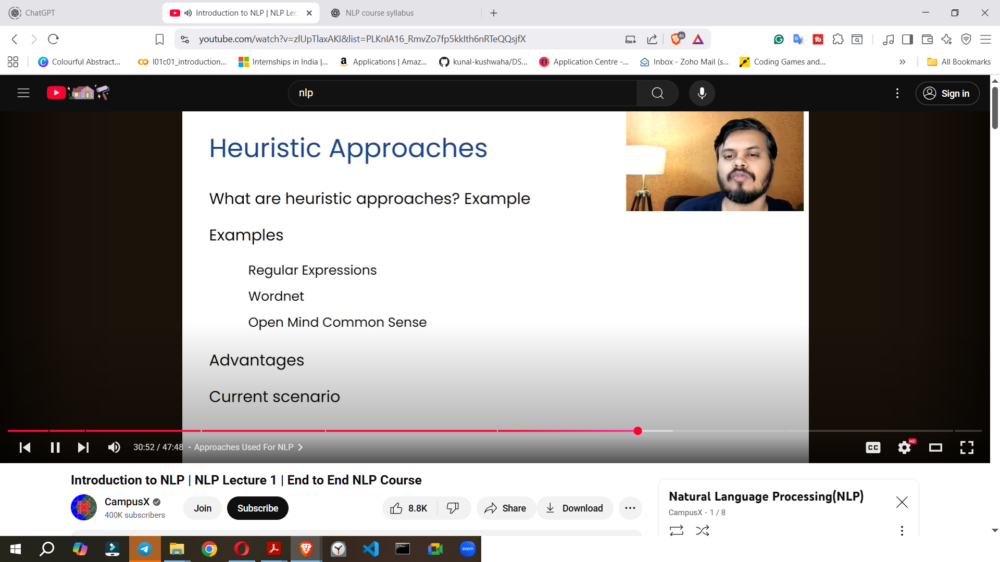 ChatGPT
Introduction to NLP | NLP Lec
NLP course syllabus
youtube.com/watch?v=zlUpTlaxAKI&list=PLKnIA16_RmvZo7fp5kkIth6nRTeQQsjfX
46
Colourful Abstract...
l01c01_introduction...
Internships in India |...
Applications | Amaz...
kunal-kushwaha/DS...
Application Centre -...
Inbox - Zoho Mail (s...
Coding Games and...
All Bookmarks
nlp
Sign in
Heuristic Approaches
What are heuristic approaches? Example
Examples
Regular Expressions
Wordnet
Open Mind Common Sense
Advantages
Current scenario
30:52 / 47:48 • Approaches Used For NLP
CC
HD
Introduction to NLP | NLP Lecture 1 | End to End NLP Course
CampusX
400K subscribers
Join
Subscribe
8.8K
Share
Download
Natural Language Processing(NLP)
CampusX - 1 / 8
zoom